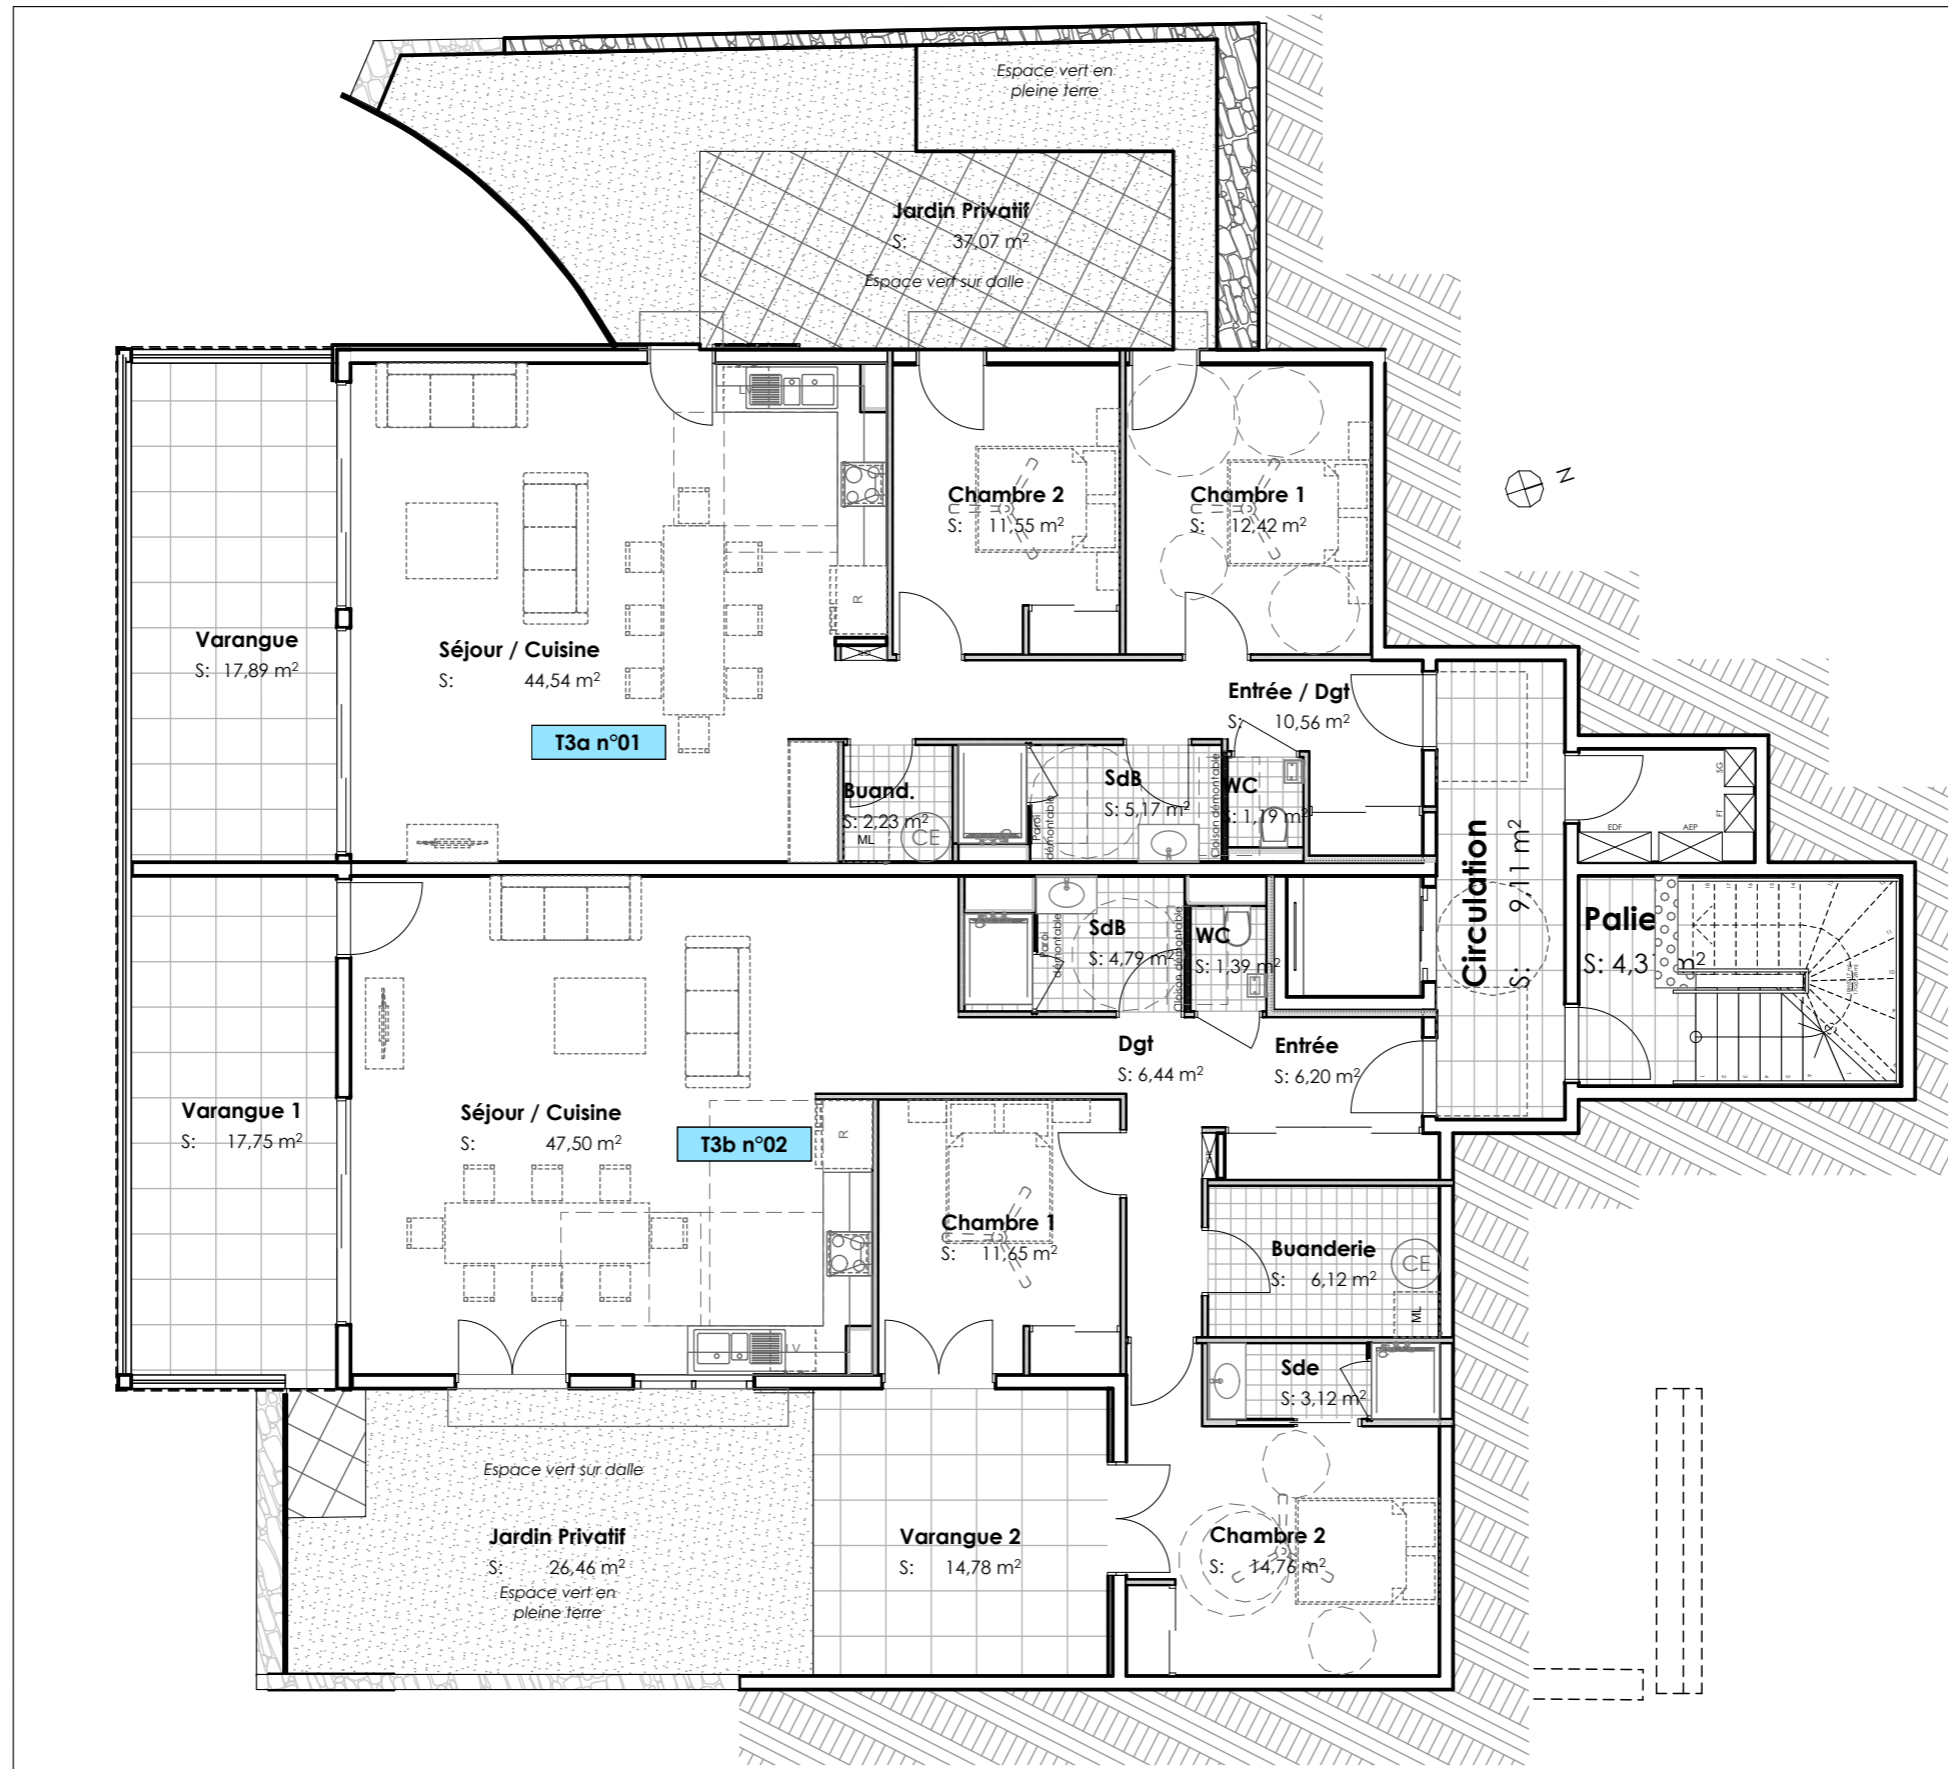 Espace vert en
pleine terre
Jardin Privatif
S: 37,07 m²
Espace vert sur dalle
N
Chambre 2
S: 11,55 m²
Chambre 1
S: 12,42 m²
R
Varangue
S: 17,89 m²
Séjour / Cuisine
S: 44,54 m²
T3a n°01
Entrée / Dgt
S: 10,56 m²
Buand.
S: 2,23 m²
ML
CE
SdB
S: 5,17 m²
Paroi
démontable
Cloison démontable
WC
S: 1,19 m²
SG
FT
EDF
AEP
Circulation
S: 9,11 m²
Palie
S: 4,3 m²
SdB
S: 4,79 m²
Paroi
démontable
Cloison démontable
WC
S: 1,39 m²
Dgt
S: 6,44 m²
Entrée
S: 6,20 m²
Varangue 1
S: 17,75 m²
Séjour / Cuisine
S: 47,50 m²
T3b n°02
R
Chambre 1
S: 11,65 m²
LV
Buanderie
S: 6,12 m²
CE
ML
Sde
S: 3,12 m²
Espace vert sur dalle
Jardin Privatif
S: 26,46 m²
Espace vert en
pleine terre
Varangue 2
S: 14,78 m²
Chambre 2
S: 14,76 m²